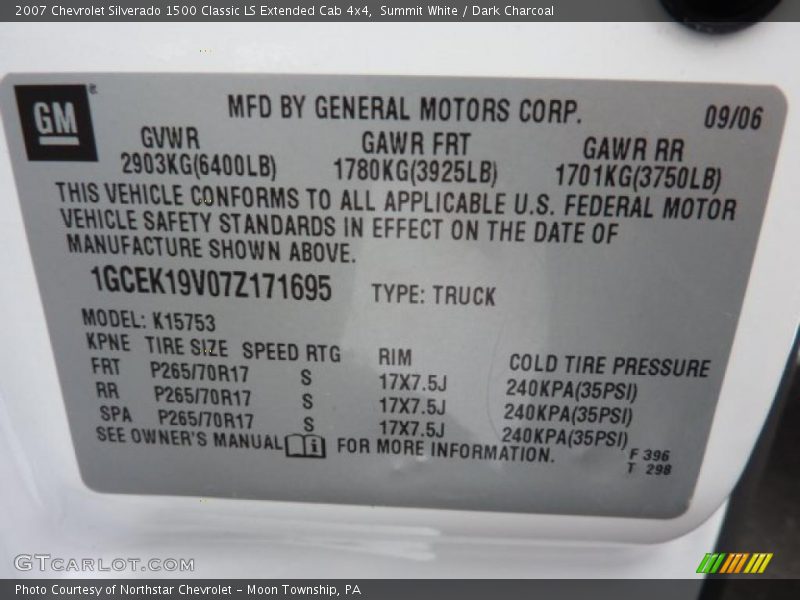 2007 Chevrolet Silverado 1500 Classic LS Extended Cab 4x4,  Summit White / Dark Charcoal
GM
MFD BY GENERAL MOTORS CORP. 09/06
GVWR GAWR FRT GAWR RR
2903KG(6400LB) 1780KG(3925LB) 1701KG(3750LB)
THIS VEHICLE CONFORMS TO ALL APPLICABLE U.S. FEDERAL MOTOR
VEHICLE SAFETY STANDARDS IN EFFECT ON THE DATE OF
MANUFACTURE SHOWN ABOVE.
1GCEK19V07Z171695 TYPE: TRUCK
MODEL: K15753
KPNE TIRE SIZE SPEED RTG RIM COLD TIRE PRESSURE
FRT P265/70R17 S 17X7.5J 240KPA(35PSI)
RR P265/70R17 S 17X7.5J 240KPA(35PSI)
SPA P265/70R17 S 17X7.5J 240KPA(35PSI)
SEE OWNER'S MANUAL i FOR MORE INFORMATION.
F 396
T 298
GTCARLOT.COM
Photo Courtesy of Northstar Chevrolet - Moon Township, PA